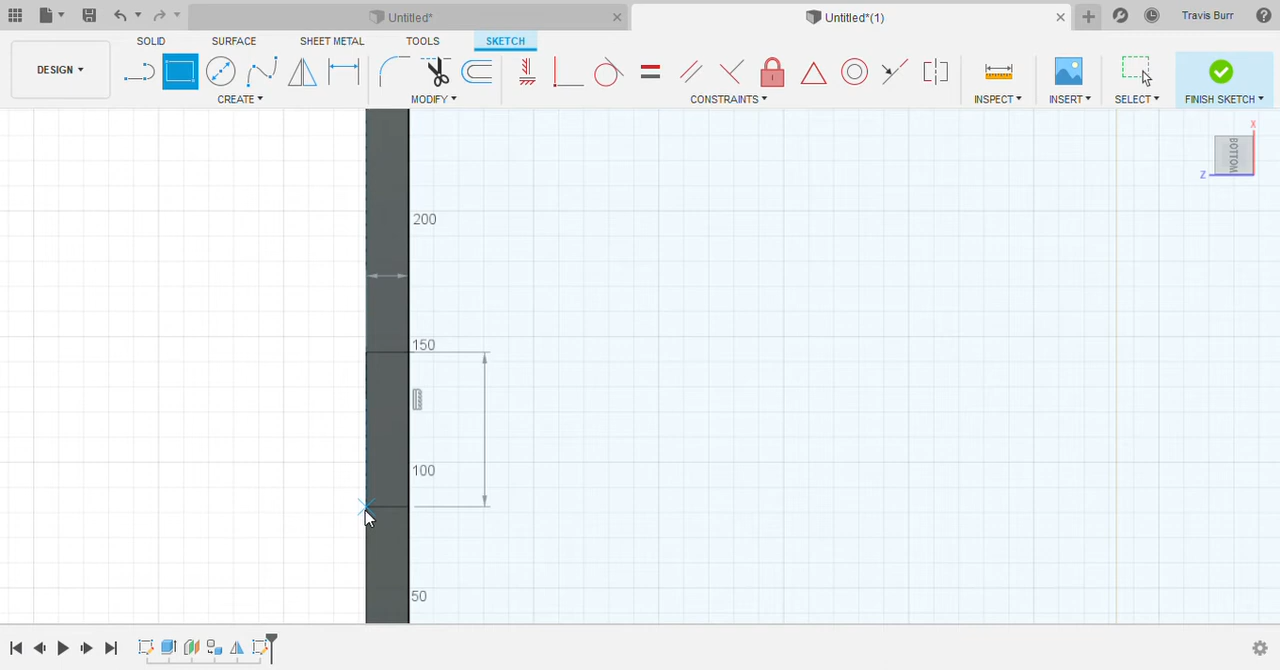 Untitled*
Untitled*(1)
Travis Burr
SOLID
SURFACE
SHEET METAL
TOOLS
SKETCH
DESIGN
CREATE
MODIFY
CONSTRAINTS
INSPECT
INSERT
SELECT
FINISH SKETCH
X
BOTTOM
Z
200
150
100
50